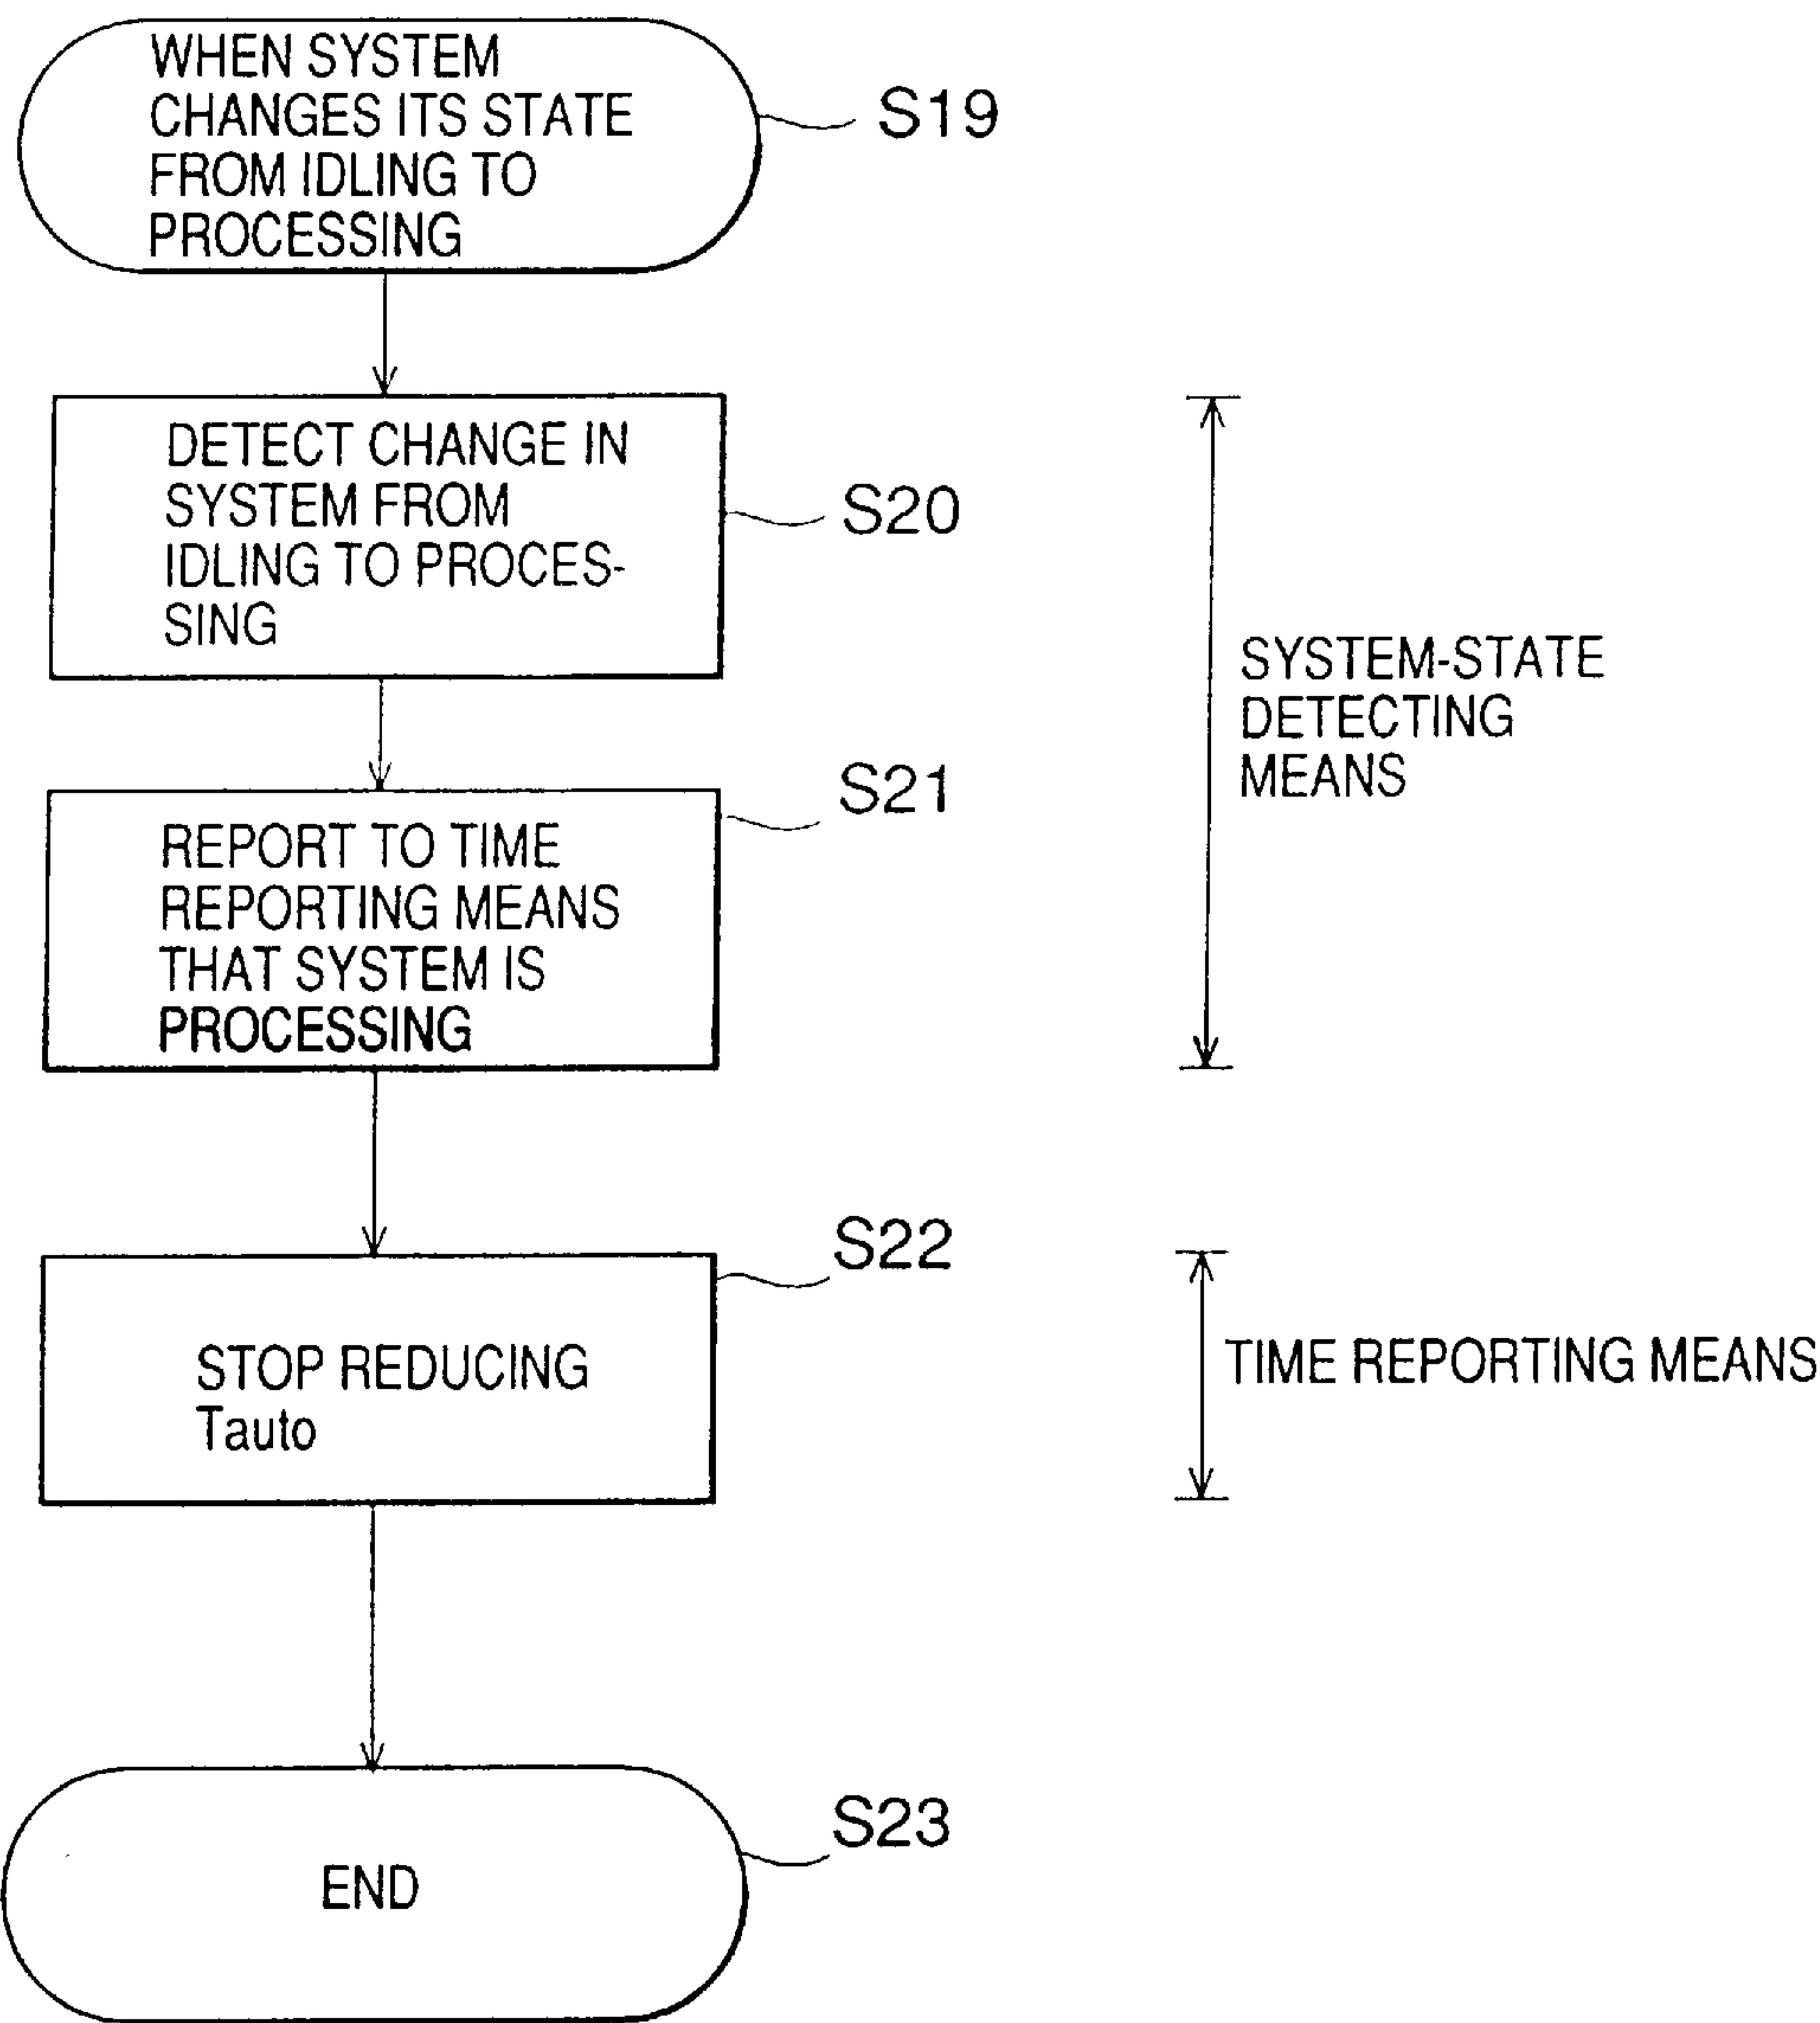 WHEN SYSTEM
CHANGES ITS STATE
FROM IDLING TO
PROCESSING
S19
DETECT CHANGE IN
SYSTEM FROM
IDLING TO PROCES-
SING
S20
SYSTEM-STATE
DETECTING
MEANS
S21
REPORT TO TIME
REPORTING MEANS
THAT SYSTEM IS
PROCESSING
S22
STOP REDUCING
Tauto
TIME REPORTING MEANS
S23
END